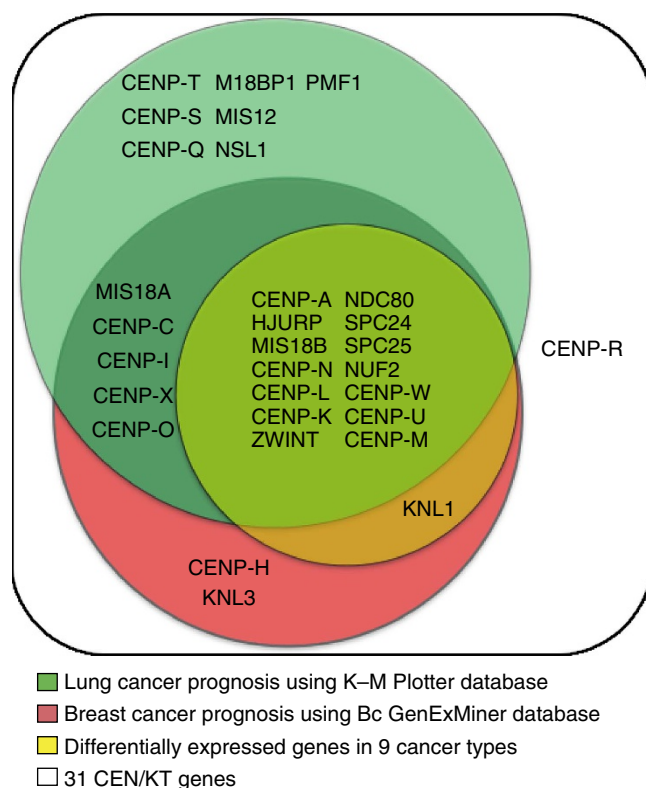 CENP-T M18BP1 PMF1
CENP-S MIS12
CENP-Q NSL1
MIS18A
CENP-C
CENP-I
CENP-X
CENP-O
CENP-A NDC80
HJURP SPC24
MIS18B SPC25
CENP-N NUF2
CENP-L CENP-W
CENP-K CENP-U
ZWINT CENP-M
CENP-R
KNL1
CENP-H
KNL3
Lung cancer prognosis using K–M Plotter database
Breast cancer prognosis using Bc GenExMiner database
Differentially expressed genes in 9 cancer types
31 CEN/KT genes